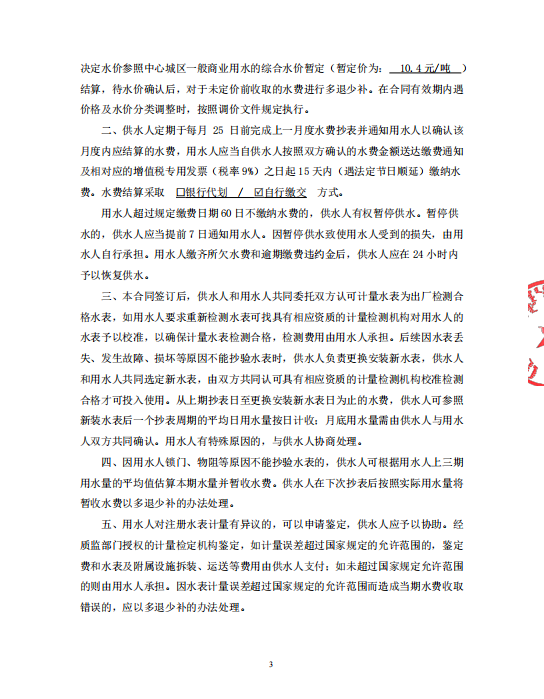 决定水价参照中心城区一般商业用水的综合水价暂定（暂定价为： 10.4 元/吨 ）
结算，待水价确认后，对于未定价前收取的水费进行多退少补。在合同有效期内遇
价格及水价分类调整时，按照调价文件规定执行。
二、供水人定期于每月 25 日前完成上一月度水费抄表并通知用水人以确认该
月度内应结算的水费，用水人应当自供水人按照双方确认的水费金额送达缴费通知
及相对应的增值税专用发票（税率 9%）之日起 15 天内（遇法定节日顺延）缴纳水
费。水费结算采取 ☐银行代划 / ☑自行缴交 方式。
用水人超过规定缴费日期 60 日不缴纳水费的，供水人有权暂停供水。暂停供
水的，供水人应当提前 7 日通知用水人。因暂停供水致使用水人受到的损失，由用
水人自行承担。用水人缴齐所欠水费和逾期缴费违约金后，供水人应在 24 小时内
予以恢复供水。
三、本合同签订后，供水人和用水人共同委托双方认可计量水表为出厂检测合
格水表，如用水人要求重新检测水表可找具有相应资质的计量检测机构对用水人的
水表予以校准，以确保计量水表检测合格，检测费用由用水人承担。后续因水表丢
失、发生故障、损坏等原因不能抄验水表时，供水人负责更换安装新水表，供水人
和用水人共同选定新水表，由双方共同认可具有相应资质的计量检测机构校准检测
合格才可投入使用。从上期抄表日至更换安装新水表日为止的水费，供水人可参照
新装水表后一个抄表周期的平均日用水量按日计收；月底用水量需由供水人与用水
人双方共同确认。用水人有特殊原因的，与供水人协商处理。
四、因用水人锁门、物阻等原因不能抄验水表的，供水人可根据用水人上三期
用水量的平均值估算本期水量并暂收水费。供水人在下次抄表后按照实际用水量将
暂收水费以多退少补的办法处理。
五、用水人对注册水表计量有异议的，可以申请鉴定，供水人应予以协助。经
质监部门授权的计量检定机构鉴定，如计量误差超过国家规定的允许范围的，鉴定
费和水表及附属设施拆装、运送等费用由供水人支付；如未超过国家规定允许范围
的则由用水人承担。因水表计量误差超过国家规定的允许范围而造成当期水费收取
错误的，应以多退少补的办法处理。
3